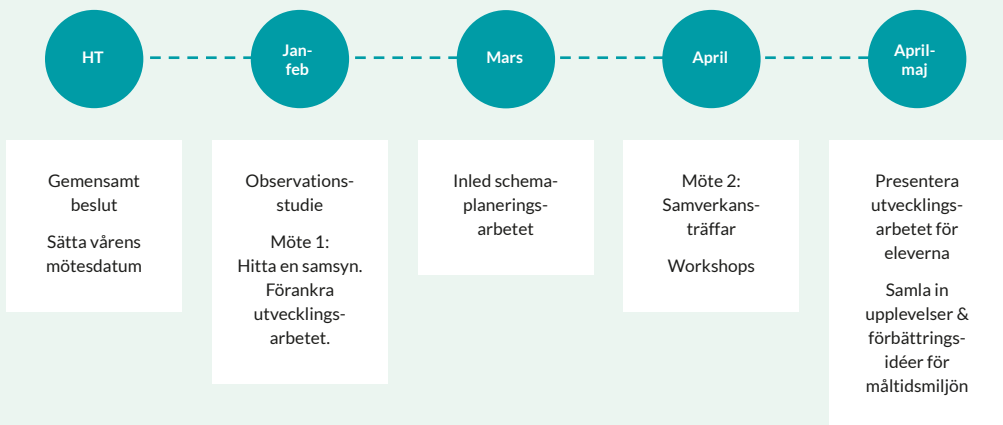 HT
Jan-
feb
Mars
April
April-
maj
Gemensamt
beslut
Sätta vårens
mötesdatum
Observations-
studie
Möte 1:
Hitta en samsyn.
Förankra
utvecklings-
arbetet.
Inled schema-
planerings-
arbetet
Möte 2:
Samverkans-
träffar
Workshops
Presentera
utvecklings-
arbetet för
eleverna
Samla in
upplevelser &
förbättrings-
idéer för
måltidsmiljön